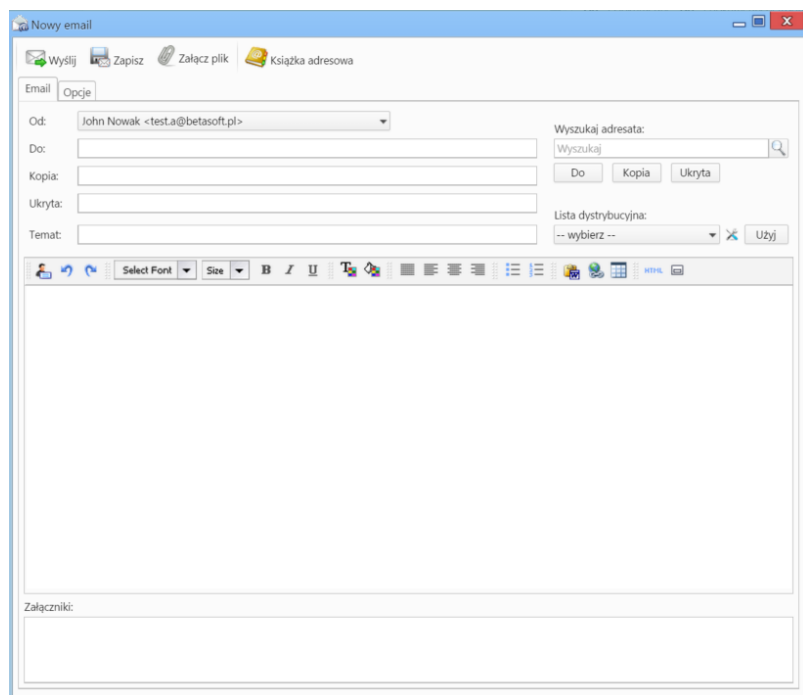 Nowy email
Wyślij Zapisz Załącz plik Książka adresowa
Email Opcje
Od: John Nowak <test.a@betasoft.pl>
Do:
Kopia:
Ukryta:
Temat:
Wyszukaj adresata:
Wyszukaj
Do Kopia Ukryta
Lista dystrybucyjna:
-- wybierz -- Użyj
Select Font Size B I U HTML
Załączniki: